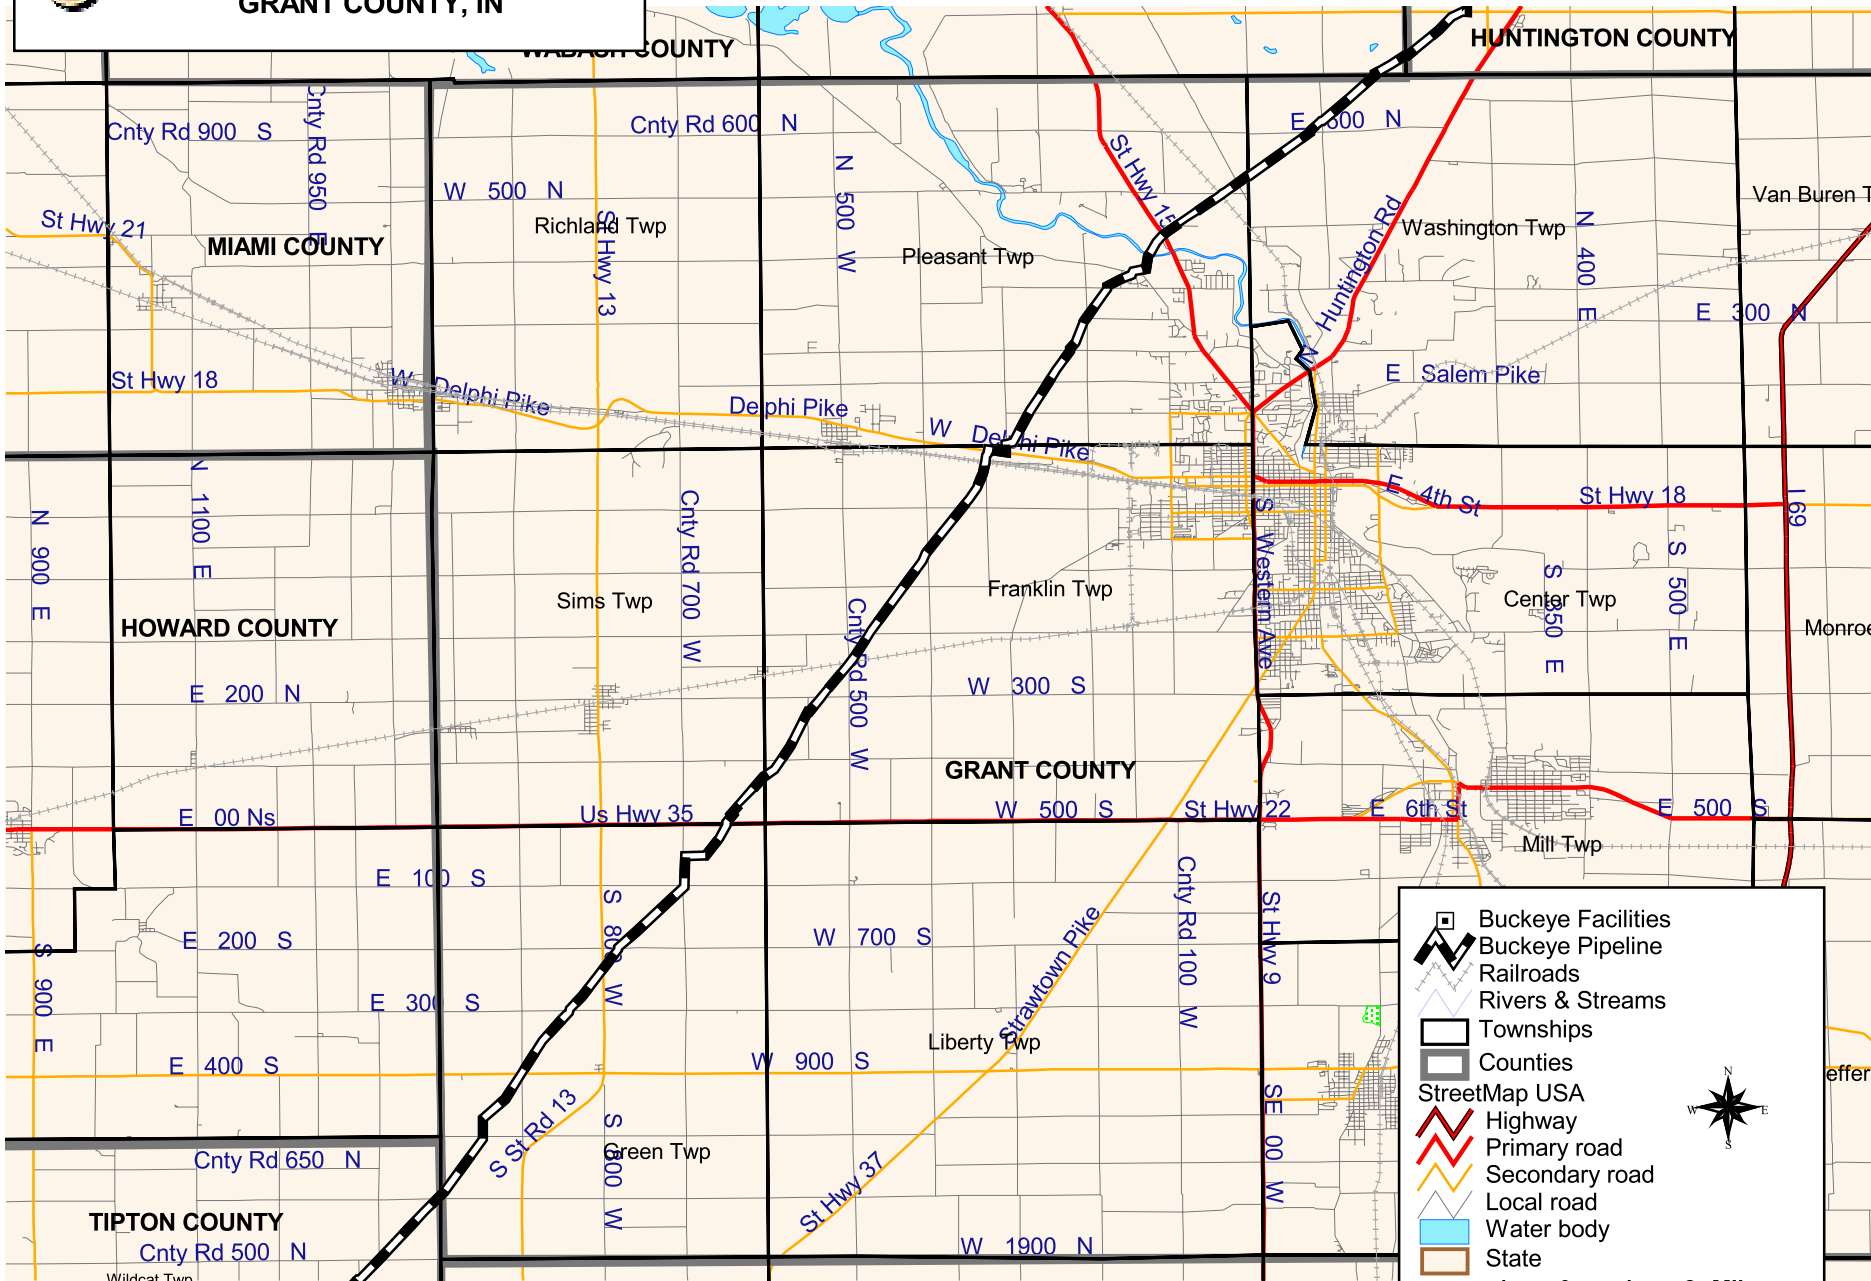 GRANT COUNTY, IN
WABASH COUNTY
HUNTINGTON COUNTY
Cnty Rd 900 S
Cnty Rd 950 E
Cnty Rd 600 N
E 600 N
St Hwy 15
W 500 N
N 500 W
Van Buren T
St Hwy 21
MIAMI COUNTY
Richland Twp
St Hwy 13
Pleasant Twp
Washington Twp
N 400 E
N Huntington Rd
E 300 N
St Hwy 18
W Delphi Pike
Delphi Pike
W Delphi Pike
E Salem Pike
N 1100 E
N 900 E
Cnty Rd 700 W
E 4th St
St Hwy 18
I 69
S Western Ave
Sims Twp
Franklin Twp
Center Twp
S 350 E
S 500 E
Monroe
HOWARD COUNTY
Cnty Rd 500 W
E 200 N
W 300 S
GRANT COUNTY
E 00 Ns
Us Hwy 35
W 500 S
St Hwy 22
E 6th St
E 500 S
Mill Twp
E 100 S
S 800 W
Cnty Rd 100 W
St Hwy 9
E 200 S
W 700 S
S 900 E
E 300 S
Strawtown Pike
Liberty Twp
E 400 S
W 900 S
S St Rd 13
S 800 W
Green Twp
SE 00 W
effer
Cnty Rd 650 N
St Hwy 37
TIPTON COUNTY
Cnty Rd 500 N
W 1900 N
Wildcat Twp
Buckeye Facilities
Buckeye Pipeline
Railroads
Rivers & Streams
Townships
Counties
StreetMap USA
Highway
Primary road
Secondary road
Local road
Water body
State
N
W E
S